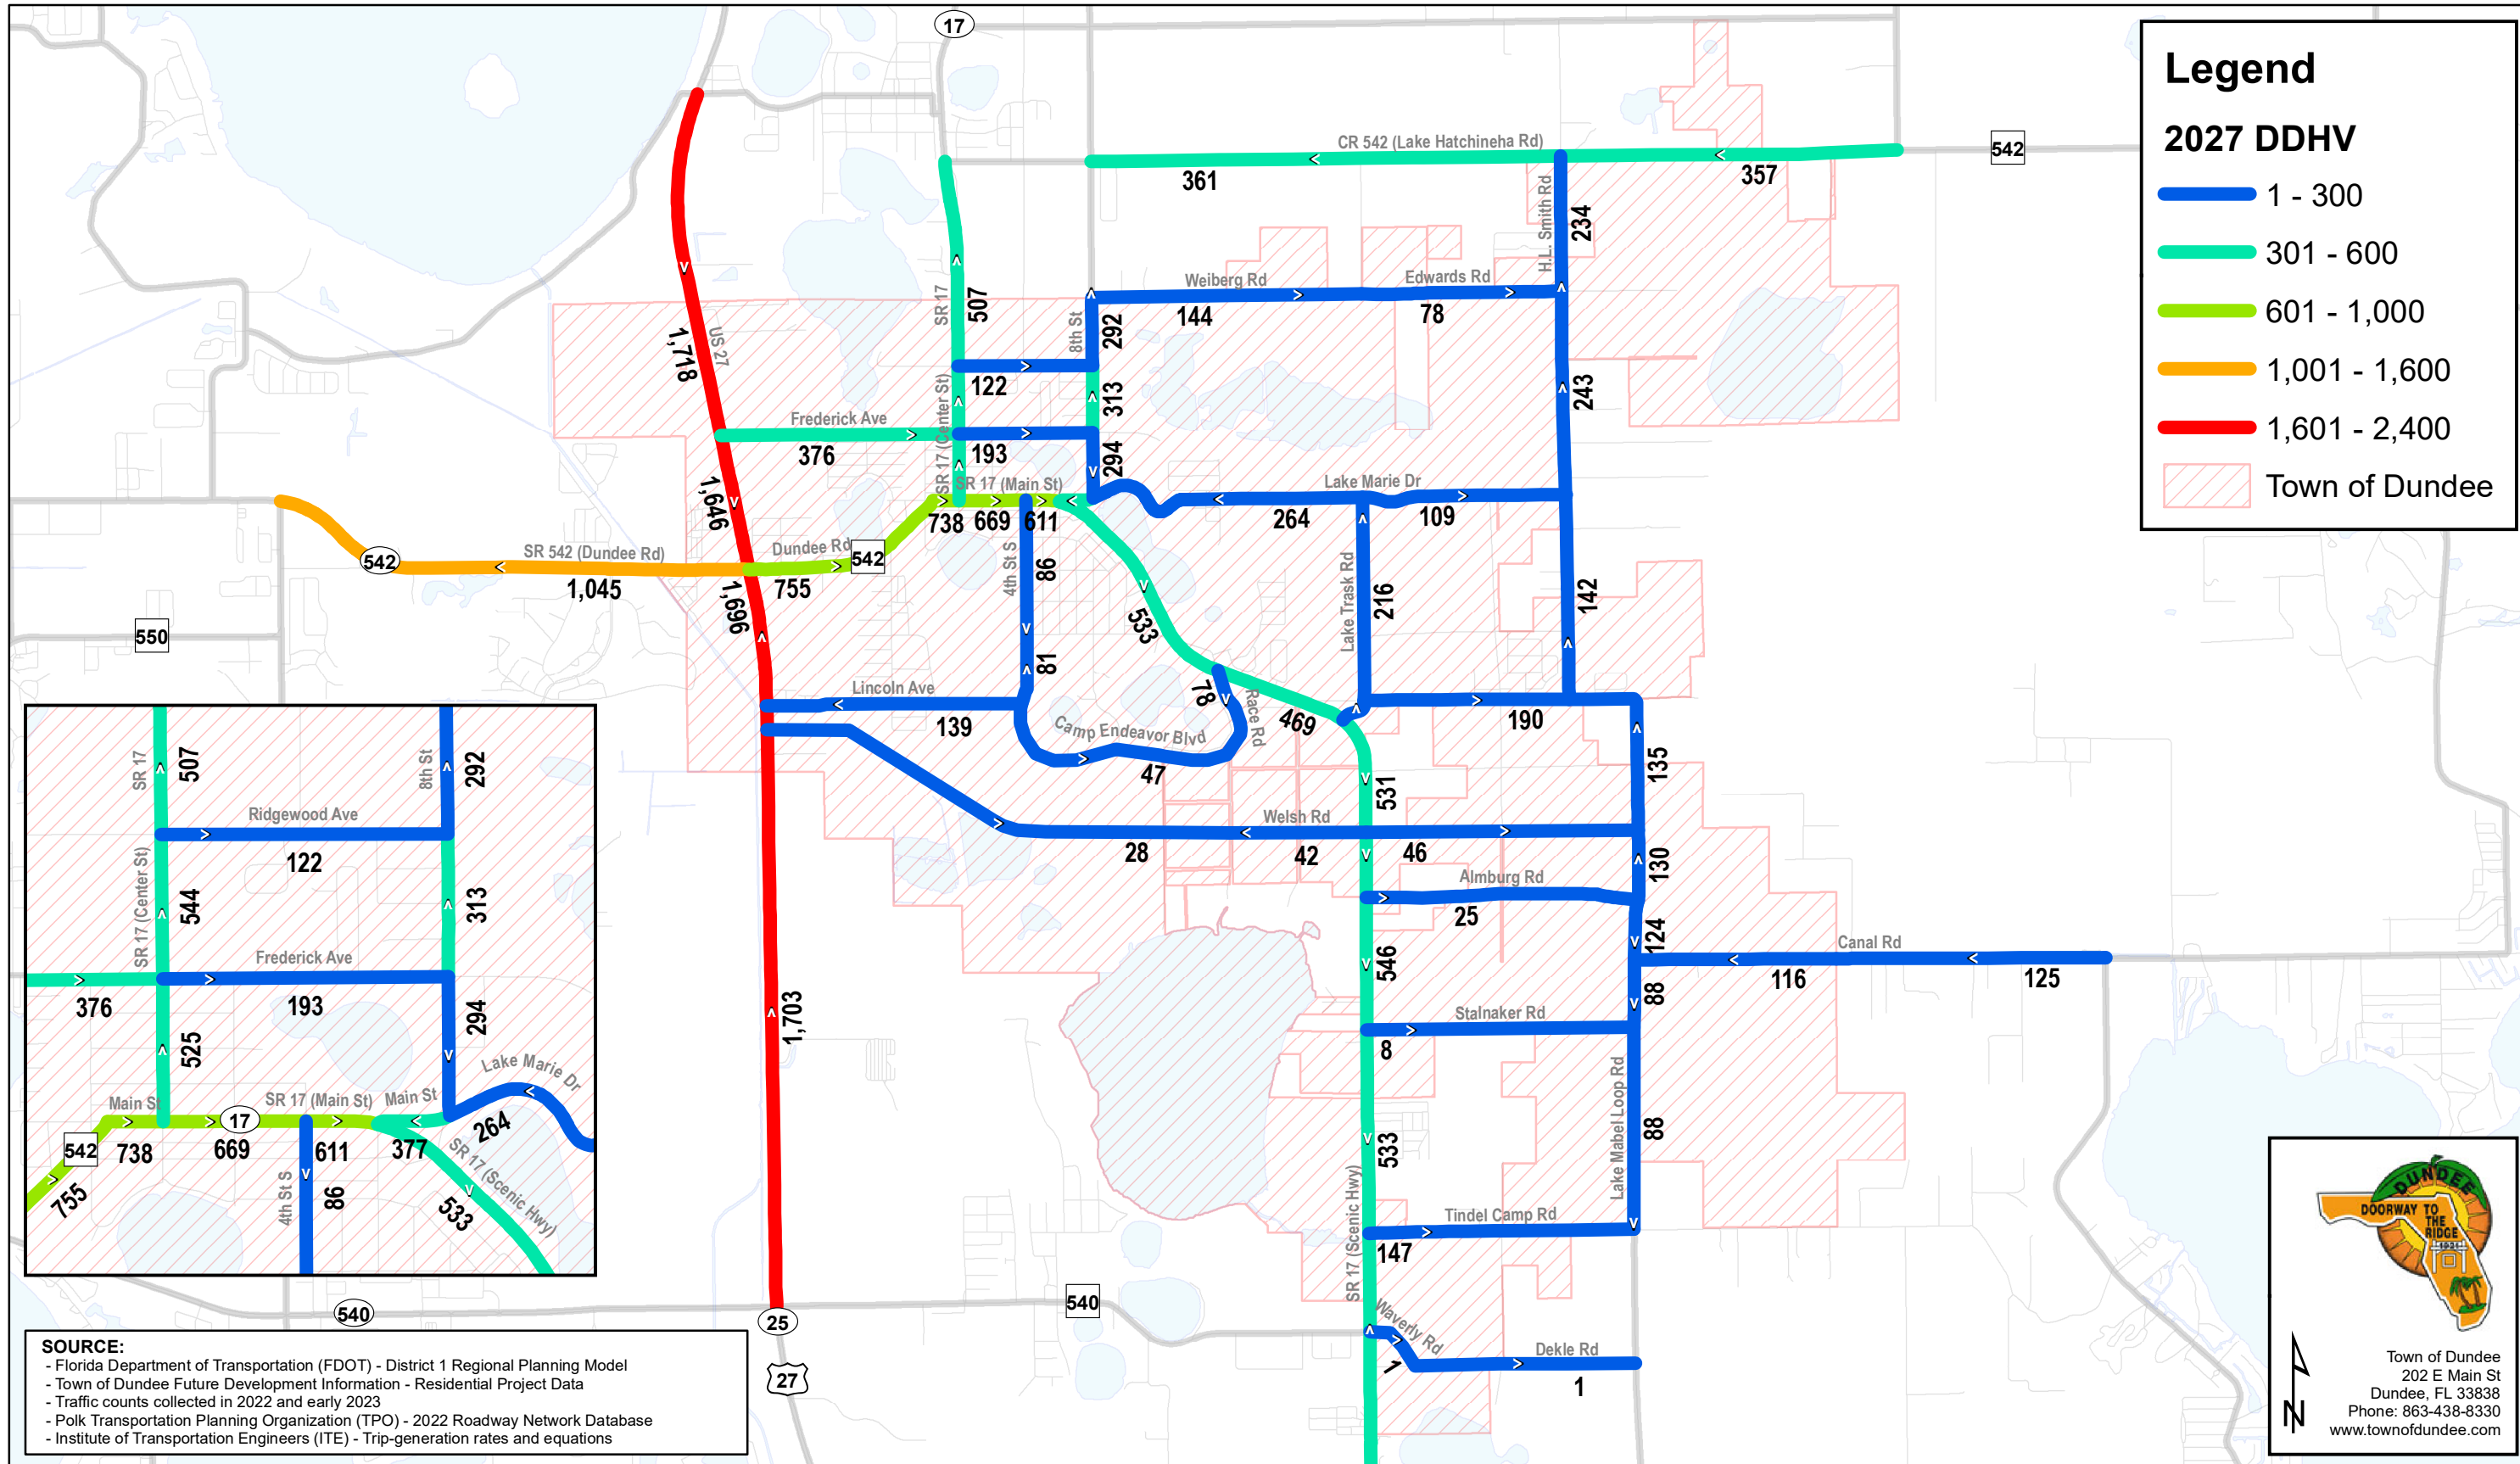 17
CR 542 (Lake Hatchineha Rd)
542
361
357
H.L. Smith Rd
234
SR 17
507
Weiberg Rd
Edwards Rd
144
78
8th St
292
US 27
1,718
122
313
243
Frederick Ave
SR 17 (Center St)
376
193
294
1,646
SR 17 (Main St)
Lake Marie Dr
738
669
611
264
109
SR 542 (Dundee Rd)
Dundee Rd
542
542
1,045
755
1,696
4th St S
86
533
Lake Trask Rd
216
142
550
81
Lincoln Ave
139
78
Race Rd
469
190
Camp Endeavor Blvd
47
135
531
Welsh Rd
28
42
46
130
Almburg Rd
25
124
Canal Rd
116
125
546
88
1,703
Stalnaker Rd
8
Lake Mabel Loop Rd
88
533
SR 17 (Scenic Hwy)
Tindel Camp Rd
147
540
540
25
27
Waverly Rd
1
Dekle Rd
1
SR 17
507
8th St
292
Ridgewood Ave
122
SR 17 (Center St)
544
313
Frederick Ave
376
193
294
525
Lake Marie Dr
Main St
SR 17 (Main St)
Main St
17
542
738
669
611
377
264
755
4th St S
86
SR 17 (Scenic Hwy)
533
Legend
2027 DDHV
1 - 300
301 - 600
601 - 1,000
1,001 - 1,600
1,601 - 2,400
Town of Dundee
SOURCE:
- Florida Department of Transportation (FDOT) - District 1 Regional Planning Model
- Town of Dundee Future Development Information - Residential Project Data
- Traffic counts collected in 2022 and early 2023
- Polk Transportation Planning Organization (TPO) - 2022 Roadway Network Database
- Institute of Transportation Engineers (ITE) - Trip-generation rates and equations
DUNDEE
DOORWAY TO
THE
RIDGE
N
Town of Dundee
202 E Main St
Dundee, FL 33838
Phone: 863-438-8330
www.townofdundee.com